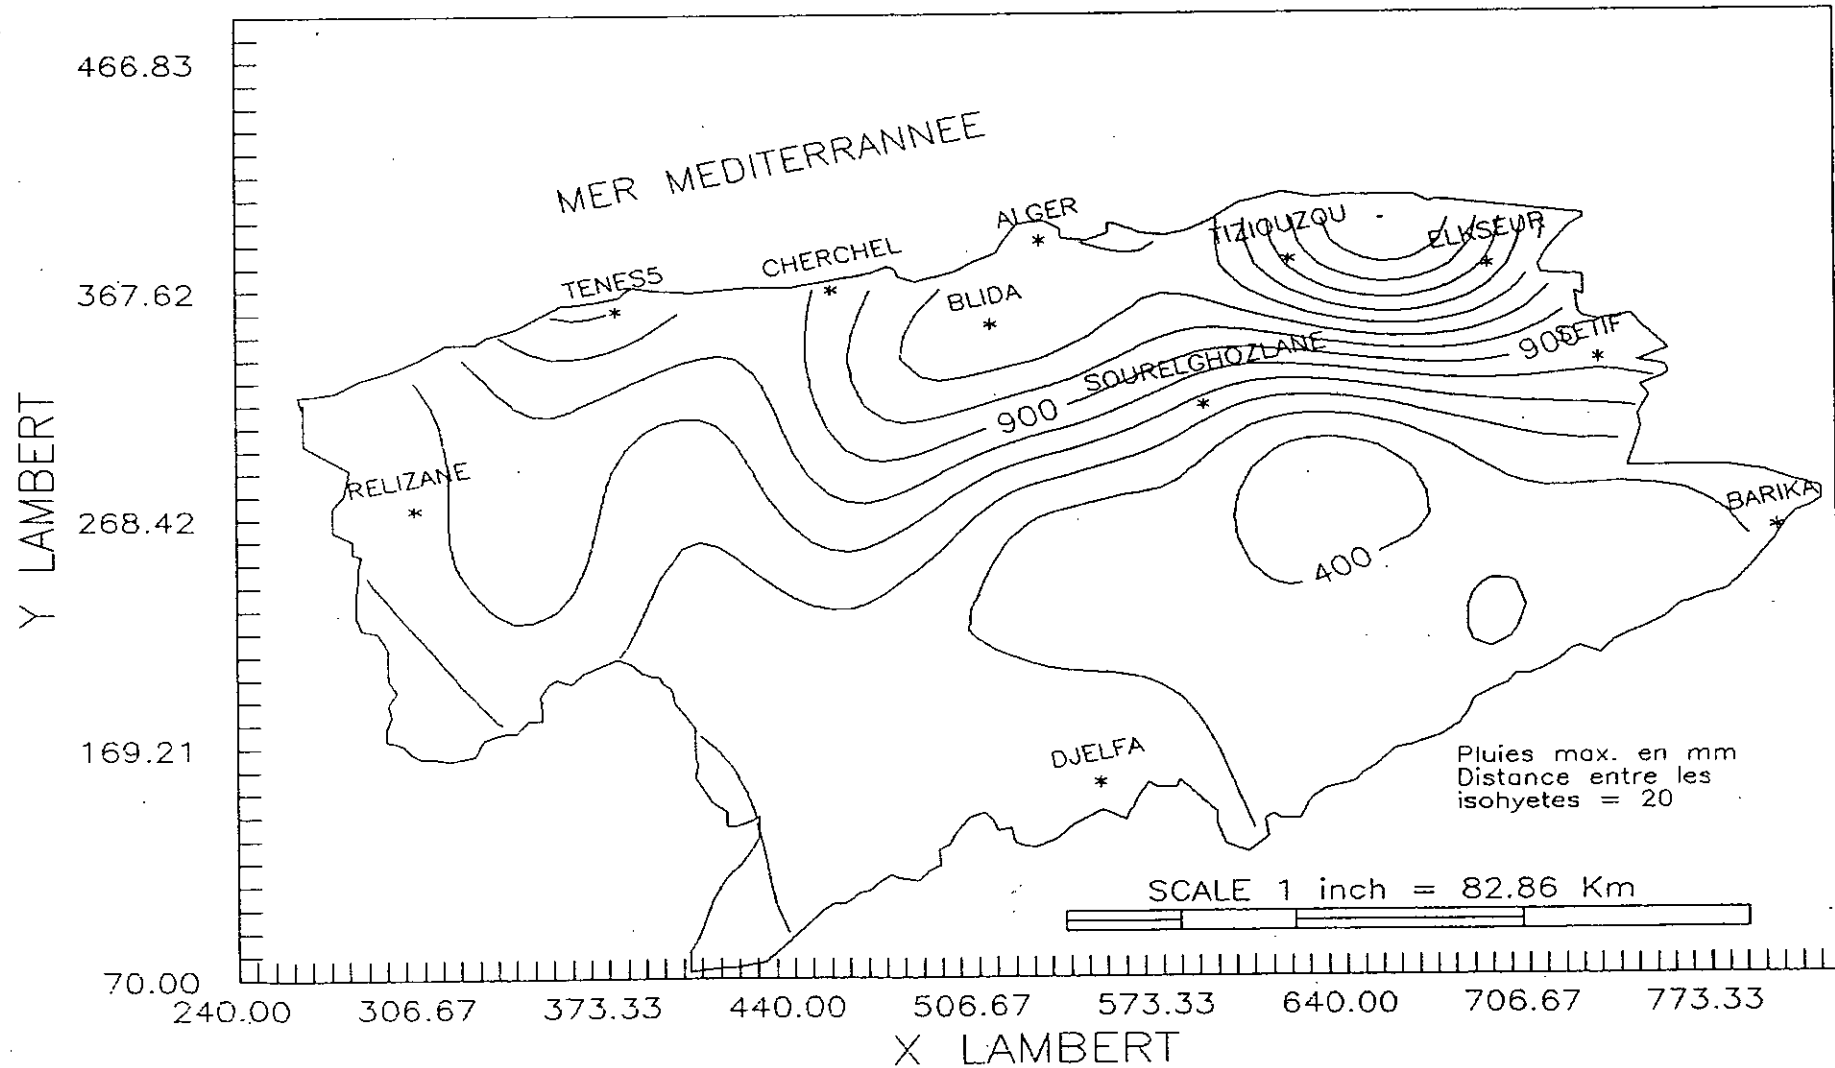 466.83
MER MEDITERRANNEE
ALGER
TIZIOUZOU
ELKSEUR
CHERCHEL
TENES5
367.62
BLIDA
900
SETIF
SOURELGHOZLANE
900
Y LAMBERT
RELIZANE
BARIKA
268.42
400
169.21
DJELFA
Pluies max. en mm
Distance entre les
isohyetes = 20
SCALE 1 inch = 82.86 Km
70.00
240.00 306.67 373.33 440.00 506.67 573.33 640.00 706.67 773.33
X LAMBERT